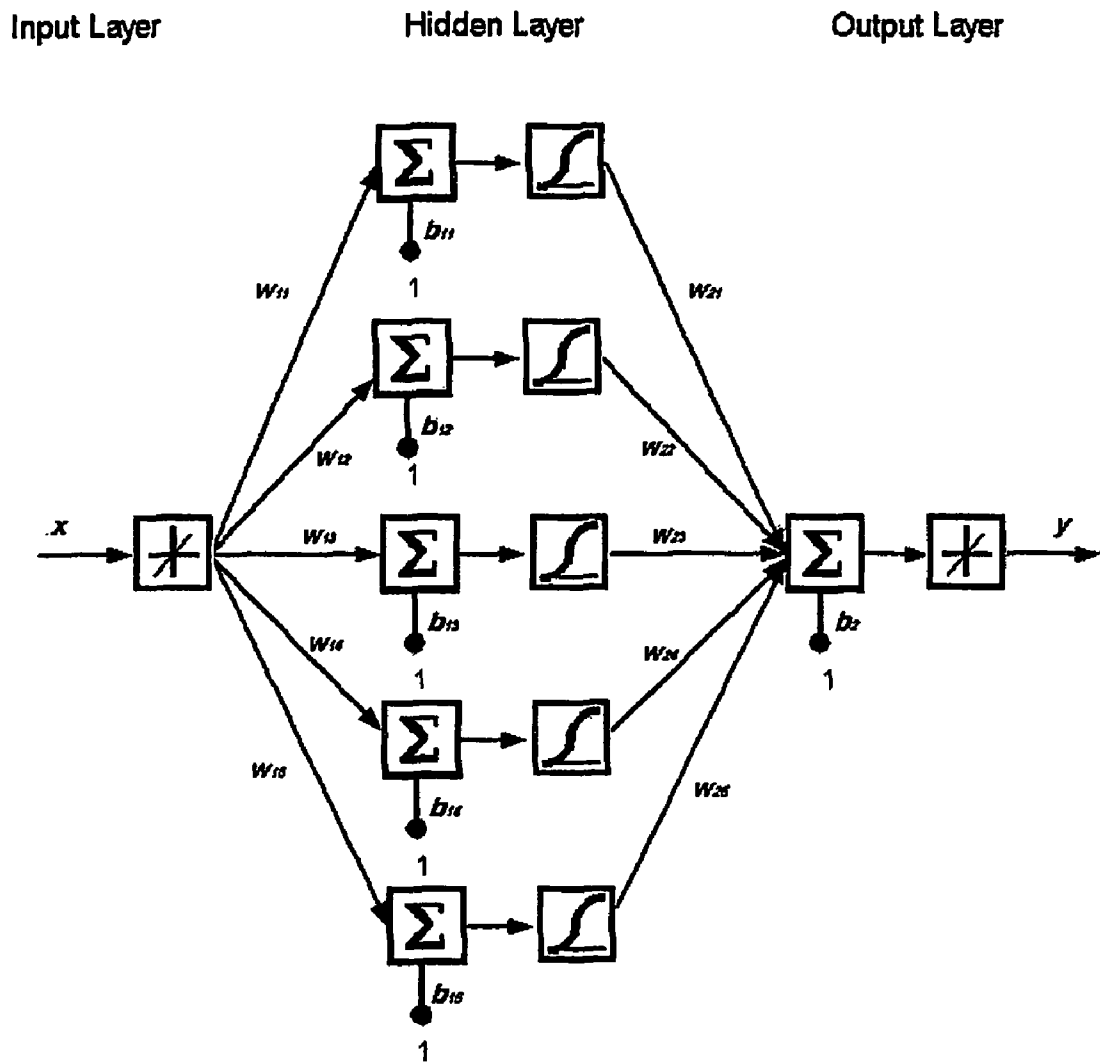 Input Layer Hidden Layer Output Layer
Σ
b11
1
w11
w21
Σ
b12
1
w12
w22
x
w13
Σ
w23
Σ
y
b13
1
b2
1
w14
w24
Σ
b14
1
w15
w25
Σ
b15
1